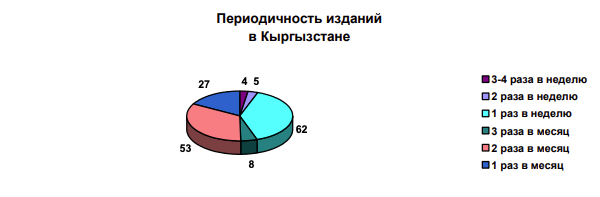 Периодичность изданий
в Кыргызстане
4
5
27
62
53
8
3-4 раза в неделю
2 раза в неделю
1 раз в неделю
3 раза в месяц
2 раза в месяц
1 раз в месяц